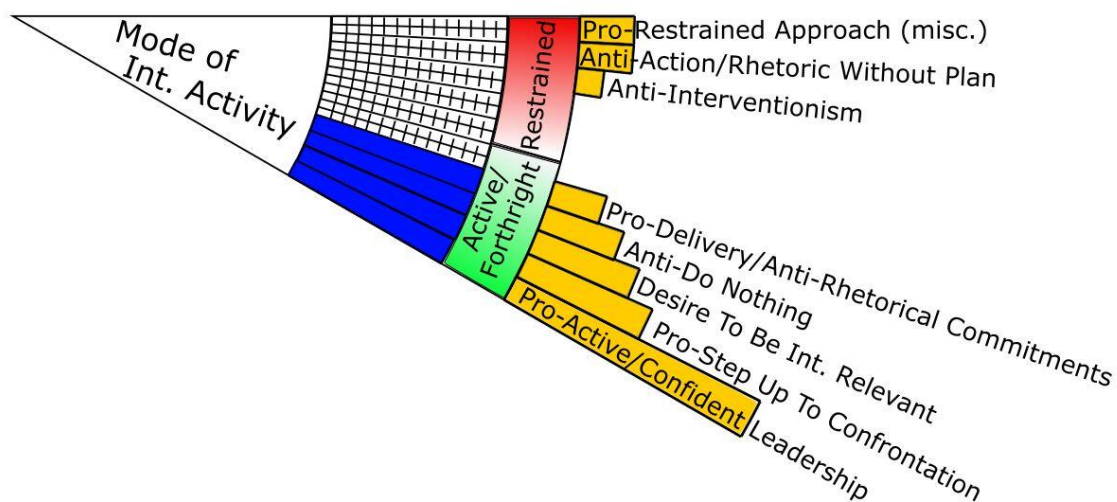 Mode of
Int. Activity
Restrained
Active/
Forthright
Pro-Restrained Approach (misc.)
Anti-Action/Rhetoric Without Plan
Anti-Interventionism
Pro-Delivery/Anti-Rhetorical Commitments
Anti-Do Nothing
Desire To Be Int. Relevant
Pro-Step Up To Confrontation
Pro-Active/Confident Leadership